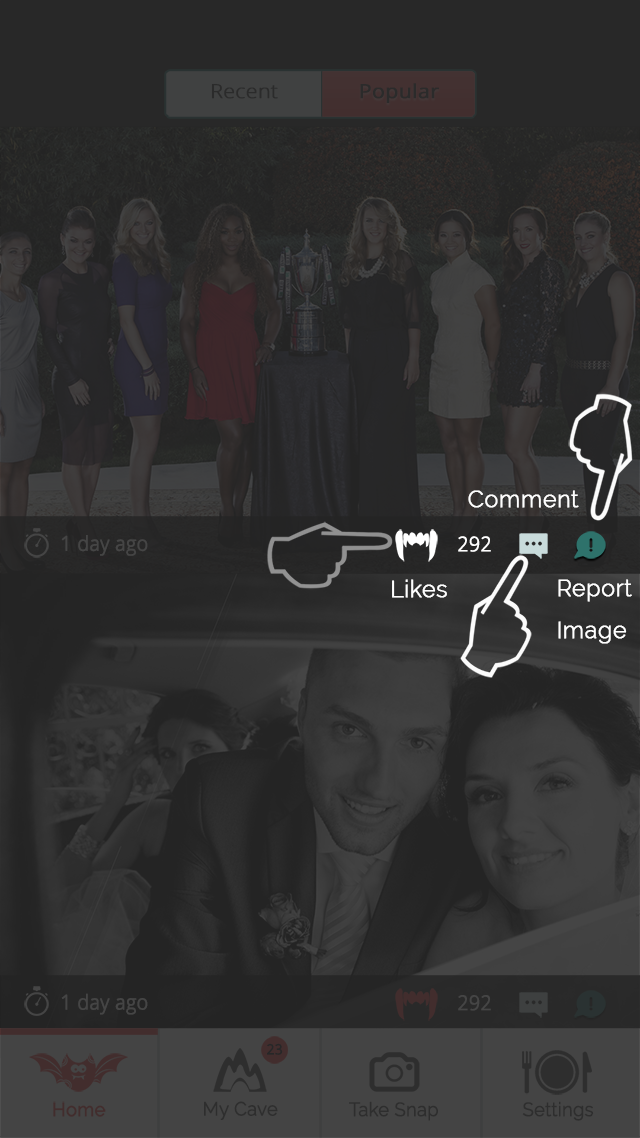 Recent Popular
Comment
1 day ago 292
Likes Report
Image
1 day ago 292
23
Home My Cave Take Snap Settings